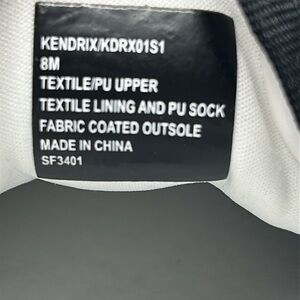 KENDRIX/KDRX01S1
8M
TEXTILE/PU UPPER
TEXTILE LINING AND PU SOCK
FABRIC COATED OUTSOLE
MADE IN CHINA
SF3401